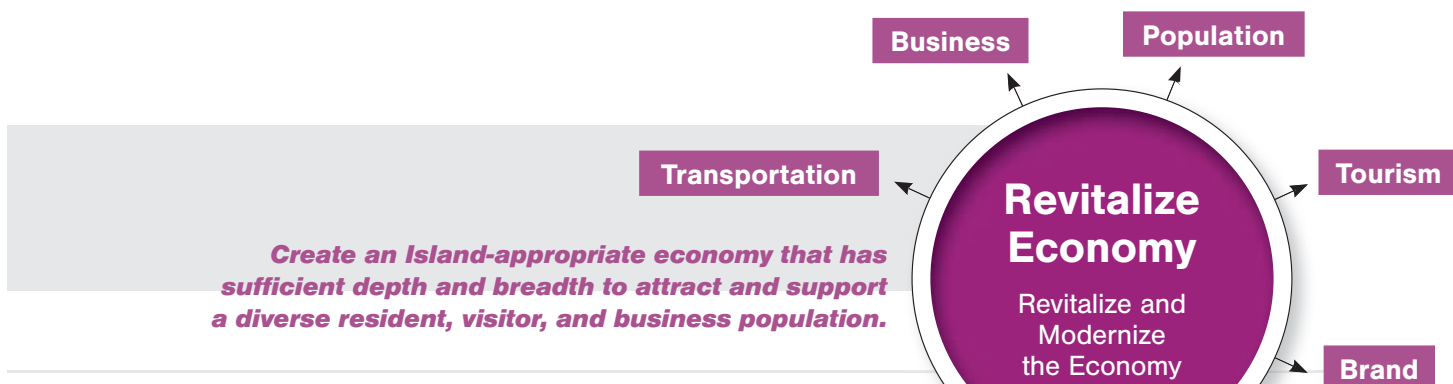 Business
Population
Transportation
Tourism
Revitalize
Economy
Create an Island-appropriate economy that has
sufficient depth and breadth to attract and support
a diverse resident, visitor, and business population.
Revitalize and
Modernize
the Economy
Brand